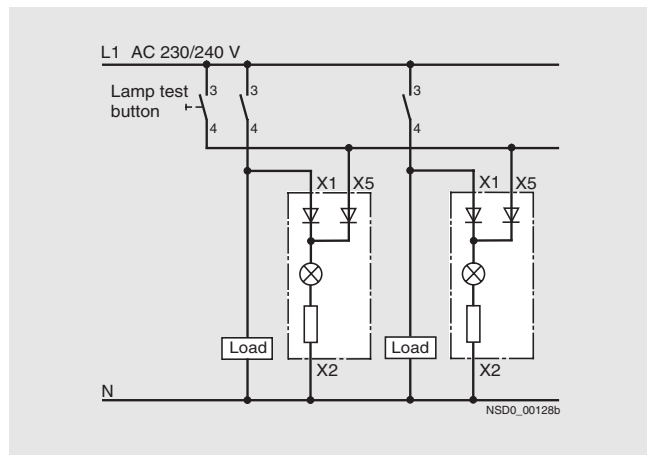 L1 AC 230/240 V
Lamp test
button
3
3
3
4
4
4
X1 X5
X1 X5
Load
Load
X2
X2
N
NSD0_00128b